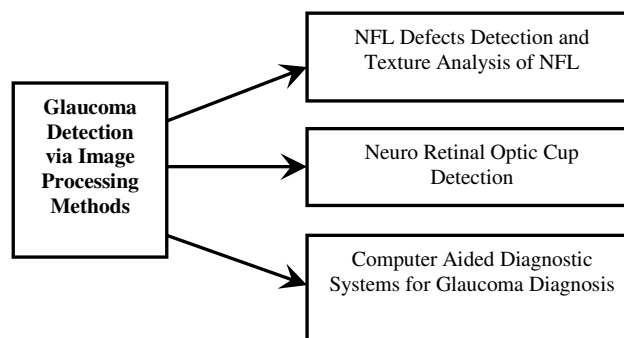 Glaucoma
Detection
via Image
Processing
Methods
NFL Defects Detection and
Texture Analysis of NFL
Neuro Retinal Optic Cup
Detection
Computer Aided Diagnostic
Systems for Glaucoma Diagnosis